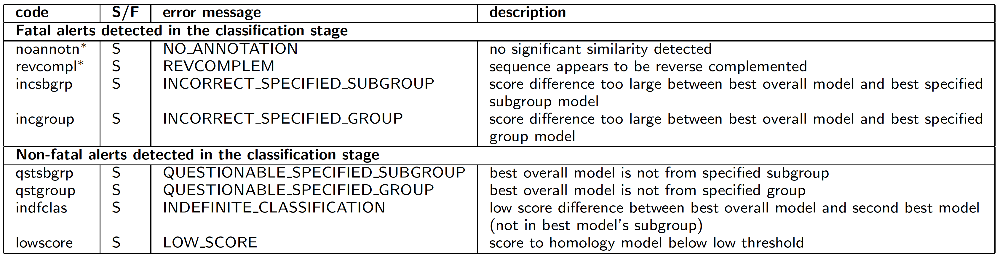 code S/F error message description
Fatal alerts detected in the classification stage
noannotn* S NO_ANNOTATION no significant similarity detected
revcompl* S REVCOMPLEM sequence appears to be reverse complemented
incsbgrp S INCORRECT_SPECIFIED_SUBGROUP score difference too large between best overall model and best specified
subgroup model
incgroup S INCORRECT_SPECIFIED_GROUP score difference too large between best overall model and best specified
group model
Non-fatal alerts detected in the classification stage
qstsbgrp S QUESTIONABLE_SPECIFIED_SUBGROUP best overall model is not from specified subgroup
qstgroup S QUESTIONABLE_SPECIFIED_GROUP best overall model is not from specified group
indfclas S INDEFINITE_CLASSIFICATION low score difference between best overall model and second best model
(not in best model's subgroup)
lowscore S LOW_SCORE score to homology model below low threshold